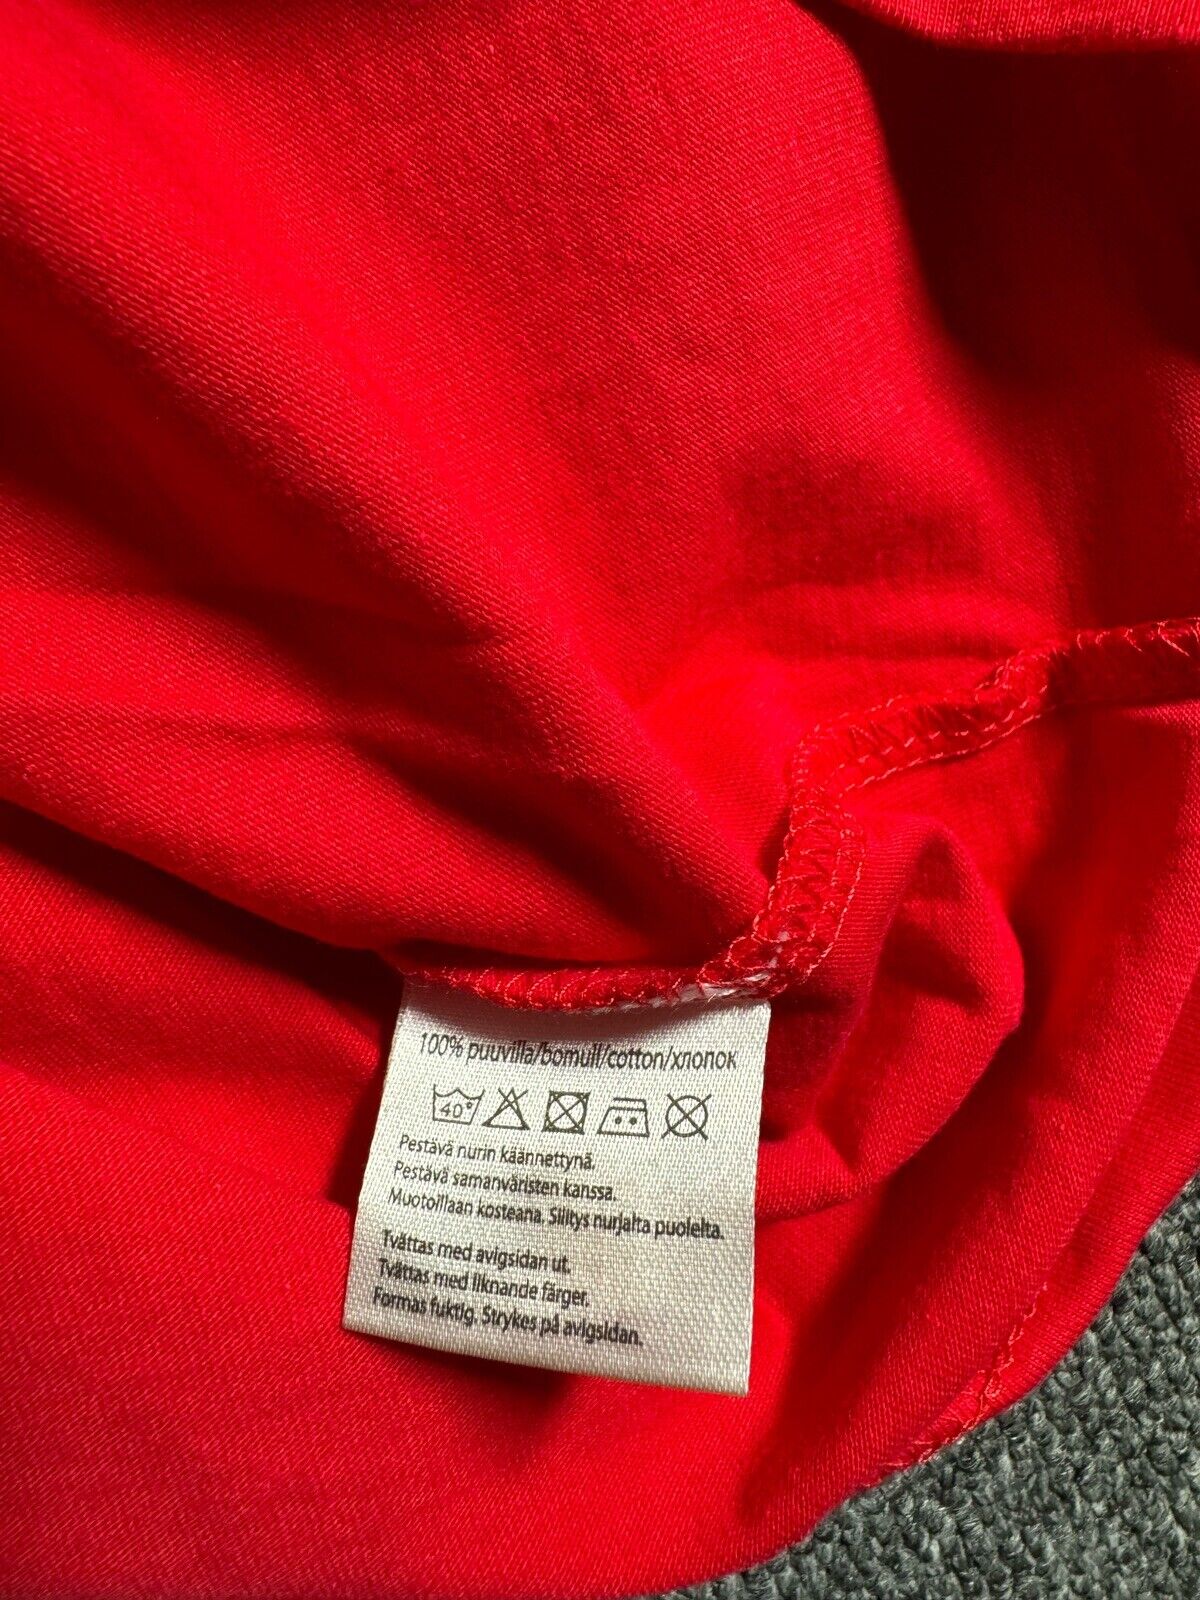 100% puuvilla/bomull/cotton/хлопок
40°
Pestävä nurin käännettynä.
Pestävä samanväristen kanssa.
Muotoillaan kosteana. Silitys nurjalta puolelta.
Tvättas med avigsidan ut.
Tvättas med liknande färger.
Formas fuktig. Strykes på avigsidan.